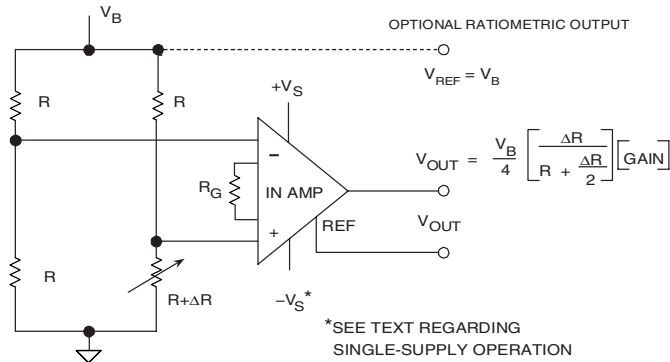 V_B
OPTIONAL RATIOMETRIC OUTPUT
V_REF = V_B
R
R
+V_S
−
R_G
IN AMP
+
REF
V_OUT = V_B/4 [ΔR/(R + ΔR/2)] [GAIN]
V_OUT
R
R+ΔR
−V_S*
*SEE TEXT REGARDING
SINGLE-SUPPLY OPERATION